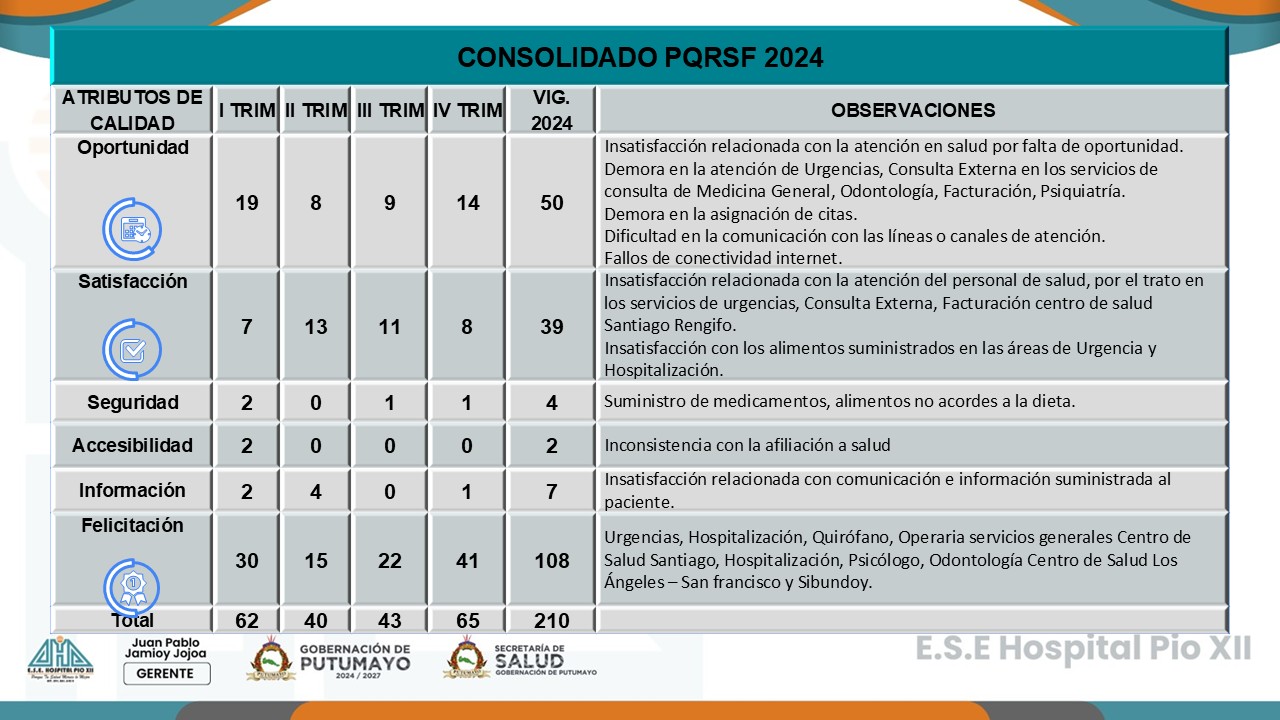 CONSOLIDADO PQRSF 2024
ATRIBUTOS DE
CALIDAD
I TRIM
II TRIM
III TRIM
IV TRIM
VIG.
2024
OBSERVACIONES
Oportunidad
19
8
9
14
50
Insatisfacción relacionada con la atención en salud por falta de oportunidad.
Demora en la atención de Urgencias, Consulta Externa en los servicios de
consulta de Medicina General, Odontología, Facturación, Psiquiatría.
Demora en la asignación de citas.
Dificultad en la comunicación con las líneas o canales de atención.
Fallos de conectividad internet.
Satisfacción
7
13
11
8
39
Insatisfacción relacionada con la atención del personal de salud, por el trato en
los servicios de urgencias, Consulta Externa, Facturación centro de salud
Santiago Rengifo.
Insatisfacción con los alimentos suministrados en las áreas de Urgencia y
Hospitalización.
Seguridad
2
0
1
1
4
Suministro de medicamentos, alimentos no acordes a la dieta.
Accesibilidad
2
0
0
0
2
Inconsistencia con la afiliación a salud
Información
2
4
0
1
7
Insatisfacción relacionada con comunicación e información suministrada al
paciente.
Felicitación
1
30
15
22
41
108
Urgencias, Hospitalización, Quirófano, Operaria servicios generales Centro de
Salud Santiago, Hospitalización, Psicólogo, Odontología Centro de Salud Los
Ángeles – San francisco y Sibundoy.
Total
62
40
43
65
210
E.S.E. HOSPITAL PIO XII
Juan Pablo
Jamioy Jojoa
GERENTE
GOBERNACIÓN DE
PUTUMAYO
2024 / 2027
SECRETARÍA DE
SALUD
GOBERNACIÓN DE PUTUMAYO
E.S.E Hospital Pio XII